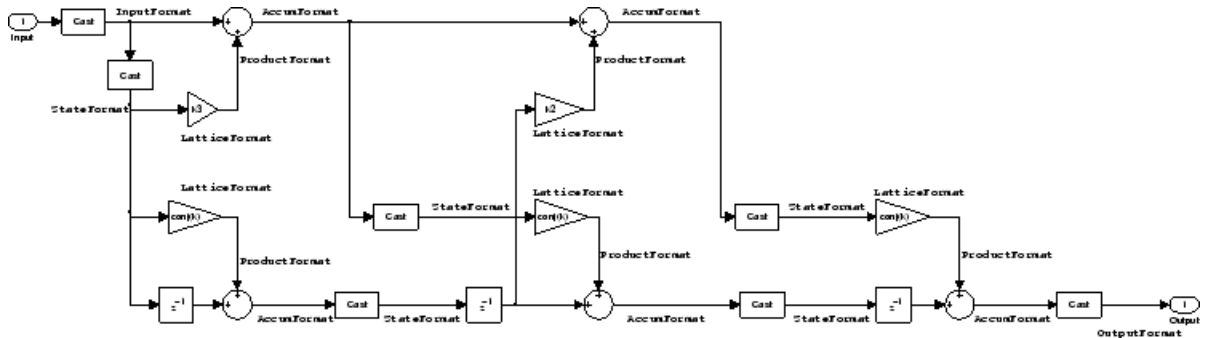 InputFormat AccumFormat AccumFormat
1 Cast + + + +
Input
ProductFormat ProductFormat
Cast
StateFormat k3 k2
LatticeFormat LatticeFormat
LatticeFormat LatticeFormat LatticeFormat
conj(k) Cast StateFormat conj(k) Cast StateFormat conj(k)
ProductFormat ProductFormat ProductFormat
z-1 + + Cast z-1 + + Cast z-1 + + Cast 1
AccumFormat StateFormat AccumFormat StateFormat AccumFormat Output
OutputFormat